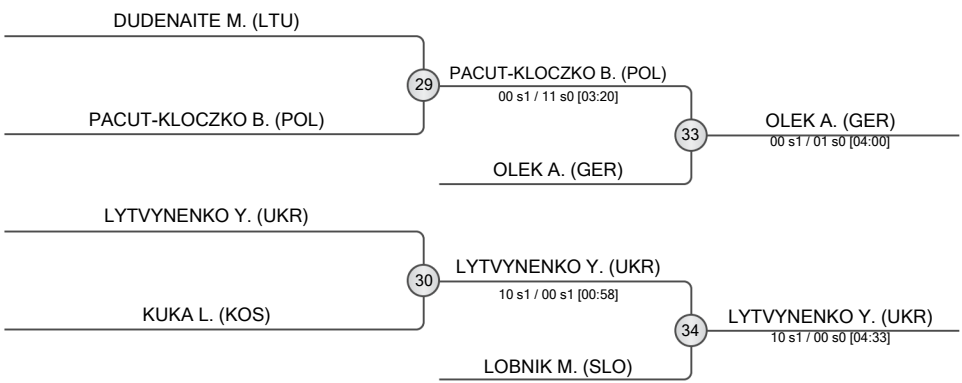 DUDENAITE M. (LTU)
29
PACUT-KLOCZKO B. (POL)
00 s1 / 11 s0 [03:20]
PACUT-KLOCZKO B. (POL)
33
OLEK A. (GER)
00 s1 / 01 s0 [04:00]
OLEK A. (GER)
LYTVYNENKO Y. (UKR)
30
LYTVYNENKO Y. (UKR)
10 s1 / 00 s1 [00:58]
KUKA L. (KOS)
34
LYTVYNENKO Y. (UKR)
10 s1 / 00 s0 [04:33]
LOBNIK M. (SLO)